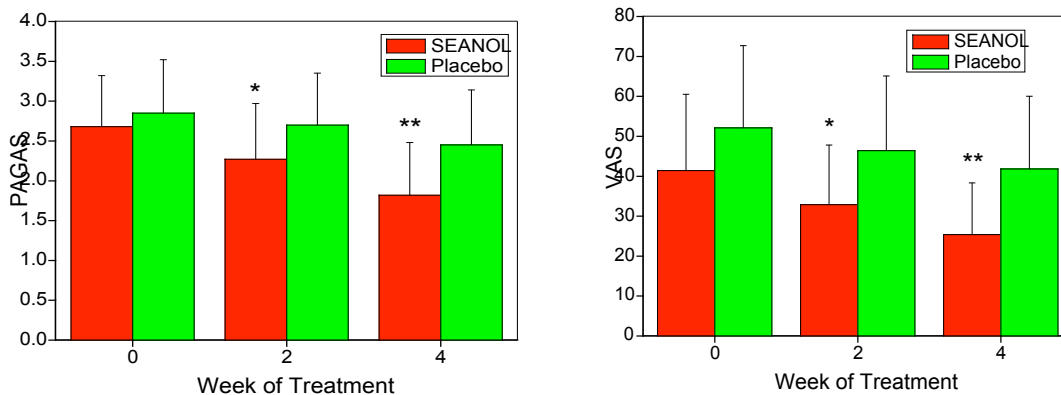 4.0
3.5
3.0
2.5
2.0
1.5
1.0
0.5
0.0
PAGAS
SEANOL
Placebo
*
**
0 2 4
Week of Treatment
80
70
60
50
40
30
20
10
0
VAS
SEANOL
Placebo
*
**
0 2 4
Week of Treatment